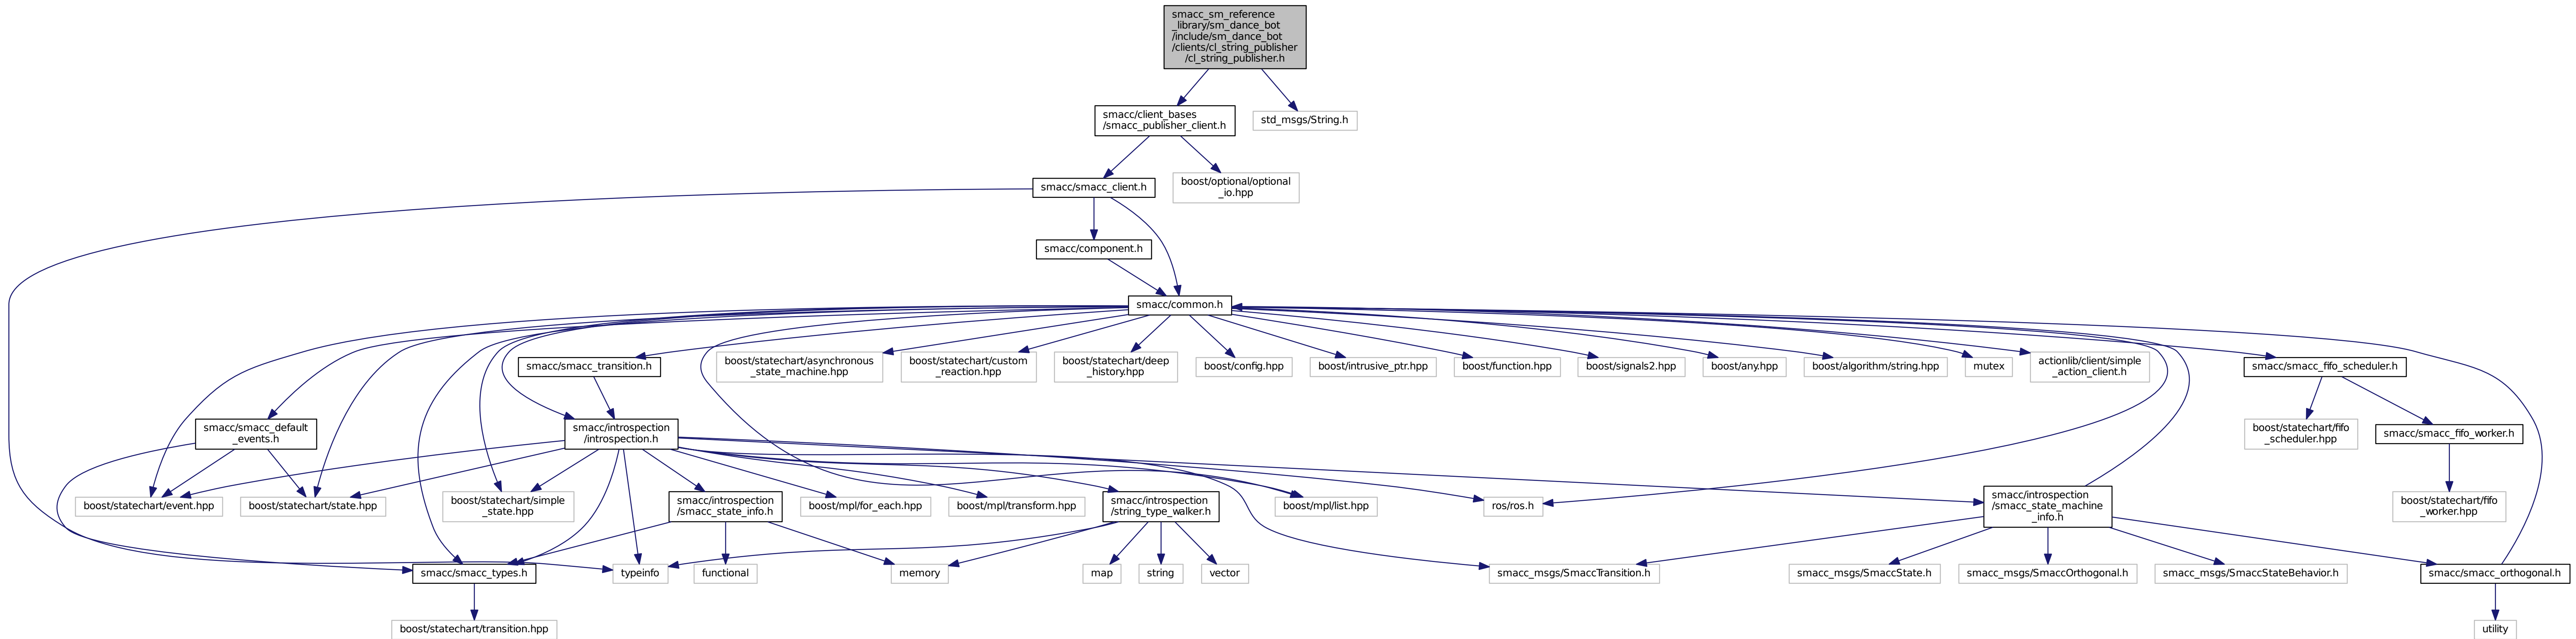 smacc_sm_reference
_library/sm_dance_bot
/include/sm_dance_bot
/clients/cl_string_publisher
/cl_string_publisher.h
smacc/client_bases
/smacc_publisher_client.h
std_msgs/String.h
smacc/smacc_client.h
boost/optional/optional
_io.hpp
smacc/component.h
smacc/common.h
smacc/smacc_transition.h
boost/statechart/asynchronous
_state_machine.hpp
boost/statechart/custom
_reaction.hpp
boost/statechart/deep
_history.hpp
boost/config.hpp
boost/intrusive_ptr.hpp
boost/function.hpp
boost/signals2.hpp
boost/any.hpp
boost/algorithm/string.hpp
mutex
actionlib/client/simple
_action_client.h
smacc/smacc_fifo_scheduler.h
smacc/smacc_default
_events.h
smacc/introspection
/introspection.h
boost/statechart/fifo
_scheduler.hpp
smacc/smacc_fifo_worker.h
boost/statechart/event.hpp
boost/statechart/state.hpp
boost/statechart/simple
_state.hpp
smacc/introspection
/smacc_state_info.h
boost/mpl/for_each.hpp
boost/mpl/transform.hpp
smacc/introspection
/string_type_walker.h
boost/mpl/list.hpp
ros/ros.h
smacc/introspection
/smacc_state_machine
_info.h
boost/statechart/fifo
_worker.hpp
smacc/smacc_types.h
typeinfo
functional
memory
map
string
vector
smacc_msgs/SmaccTransition.h
smacc_msgs/SmaccState.h
smacc_msgs/SmaccOrthogonal.h
smacc_msgs/SmaccStateBehavior.h
smacc/smacc_orthogonal.h
boost/statechart/transition.hpp
utility